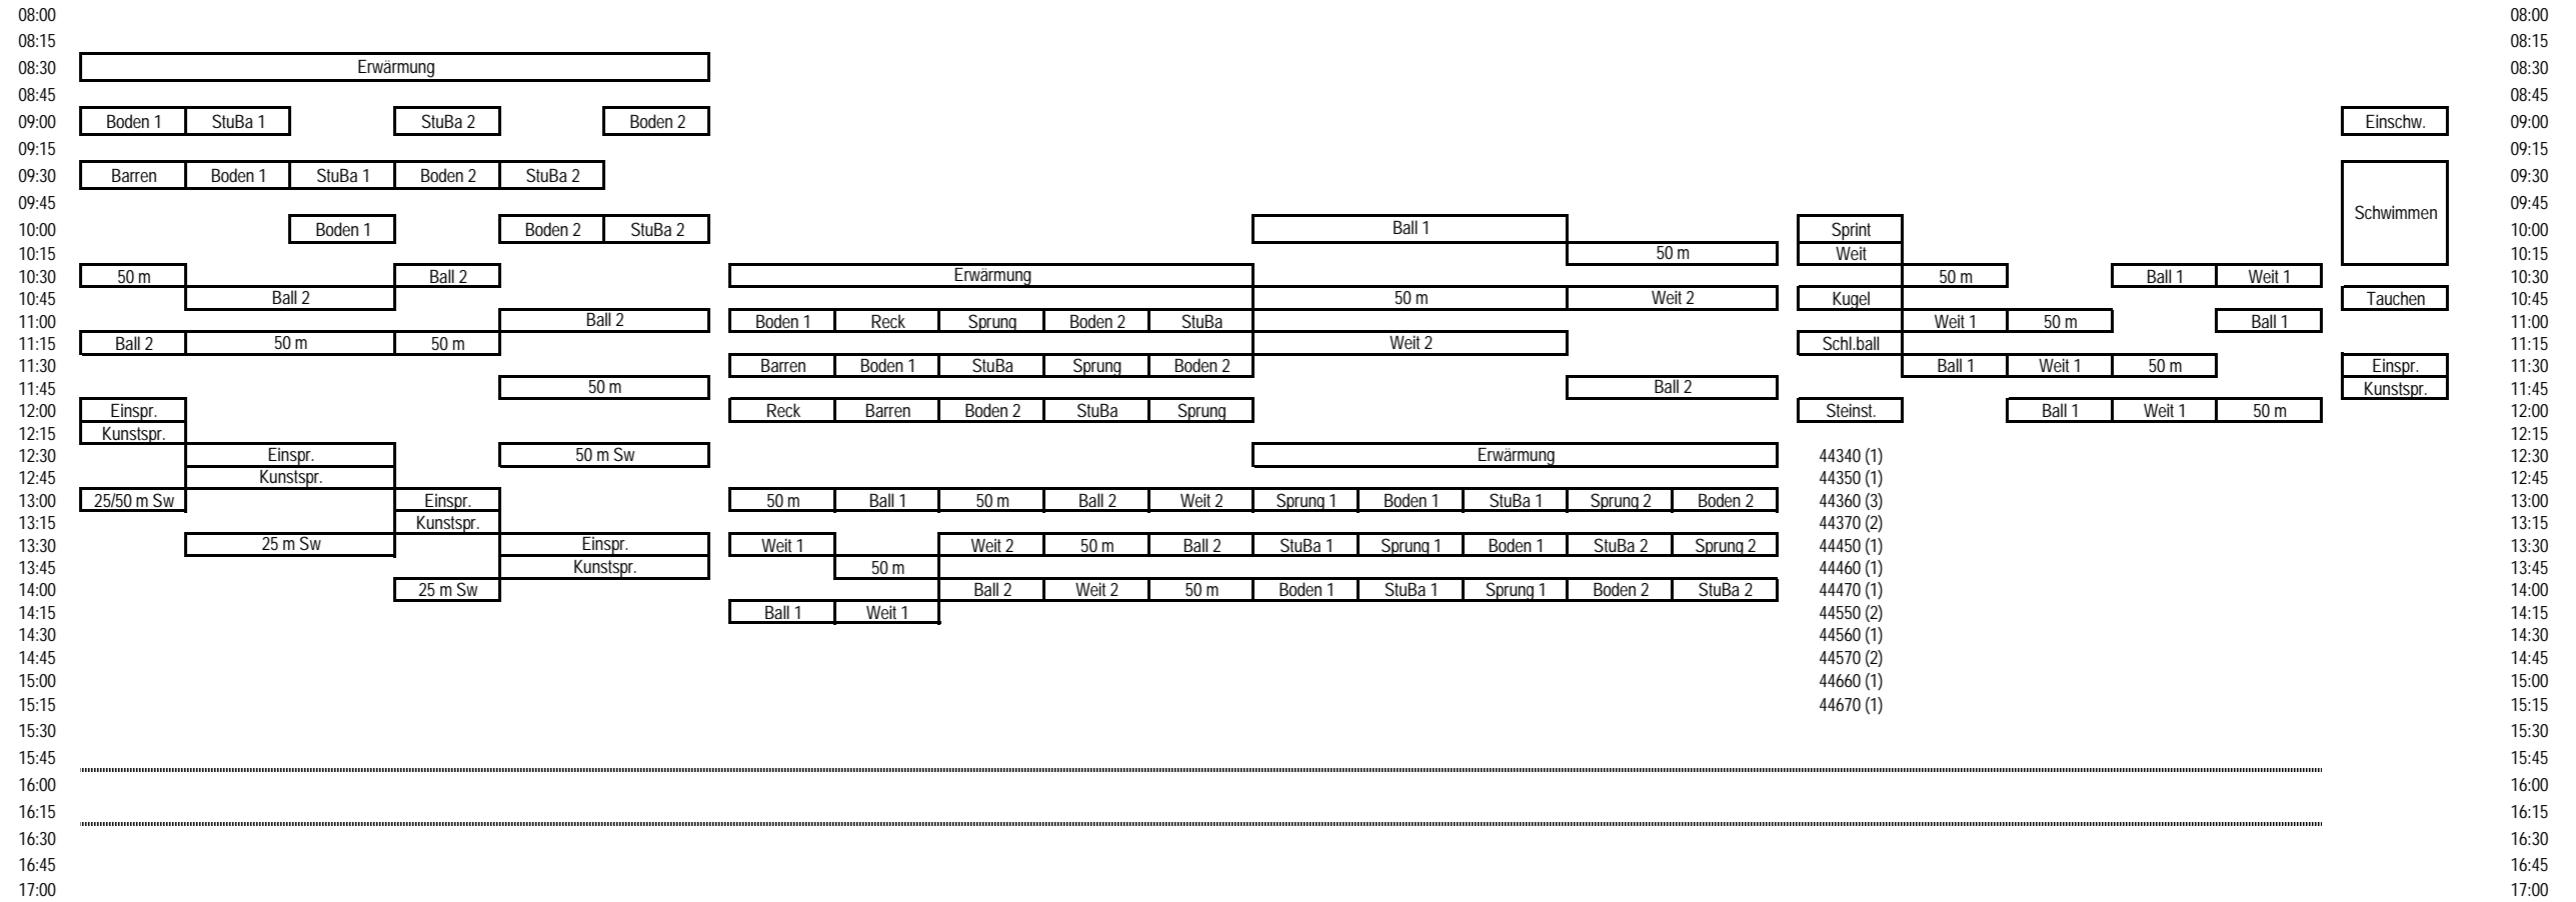 08:00 08:00
08:15 08:15
08:30 Erwärmung 08:30
08:45 08:45
09:00 Boden 1 StuBa 1 StuBa 2 Boden 2 Einschw. 09:00
09:15 09:15
09:30 Barren Boden 1 StuBa 1 Boden 2 StuBa 2 09:30
09:45 Schwimmen 09:45
10:00 Boden 1 Boden 2 StuBa 2 Ball 1 Sprint 10:00
10:15 50 m Weit 10:15
10:30 50 m Ball 2 Erwärmung 50 m Ball 1 Weit 1 10:30
10:45 Ball 2 50 m Weit 2 Kugel Tauchen 10:45
11:00 Ball 2 Boden 1 Reck Sprung Boden 2 StuBa Weit 1 50 m Ball 1 11:00
11:15 Ball 2 50 m 50 m Weit 2 Schl.ball 11:15
11:30 Barren Boden 1 StuBa Sprung Boden 2 Ball 1 Weit 1 50 m Einspr. 11:30
11:45 50 m Ball 2 Kunstspr. 11:45
12:00 Einspr. Reck Barren Boden 2 StuBa Sprung Steinst. Ball 1 Weit 1 50 m 12:00
12:15 Kunstspr. 12:15
12:30 Einspr. 50 m Sw Erwärmung 44340 (1) 12:30
12:45 Kunstspr. 44350 (1) 12:45
13:00 25/50 m Sw Einspr. 50 m Ball 1 50 m Ball 2 Weit 2 Sprung 1 Boden 1 StuBa 1 Sprung 2 Boden 2 44360 (3) 13:00
13:15 Kunstspr. 44370 (2) 13:15
13:30 25 m Sw Einspr. Weit 1 Weit 2 50 m Ball 2 StuBa 1 Sprung 1 Boden 1 StuBa 2 Sprung 2 44450 (1) 13:30
13:45 Kunstspr. 50 m 44460 (1) 13:45
14:00 25 m Sw Ball 2 Weit 2 50 m Boden 1 StuBa 1 Sprung 1 Boden 2 StuBa 2 44470 (1) 14:00
14:15 Ball 1 Weit 1 44550 (2) 14:15
14:30 44560 (1) 14:30
14:45 44570 (2) 14:45
15:00 44660 (1) 15:00
15:15 44670 (1) 15:15
15:30 15:30
15:45 15:45
16:00 16:00
16:15 16:15
16:30 16:30
16:45 16:45
17:00 17:00